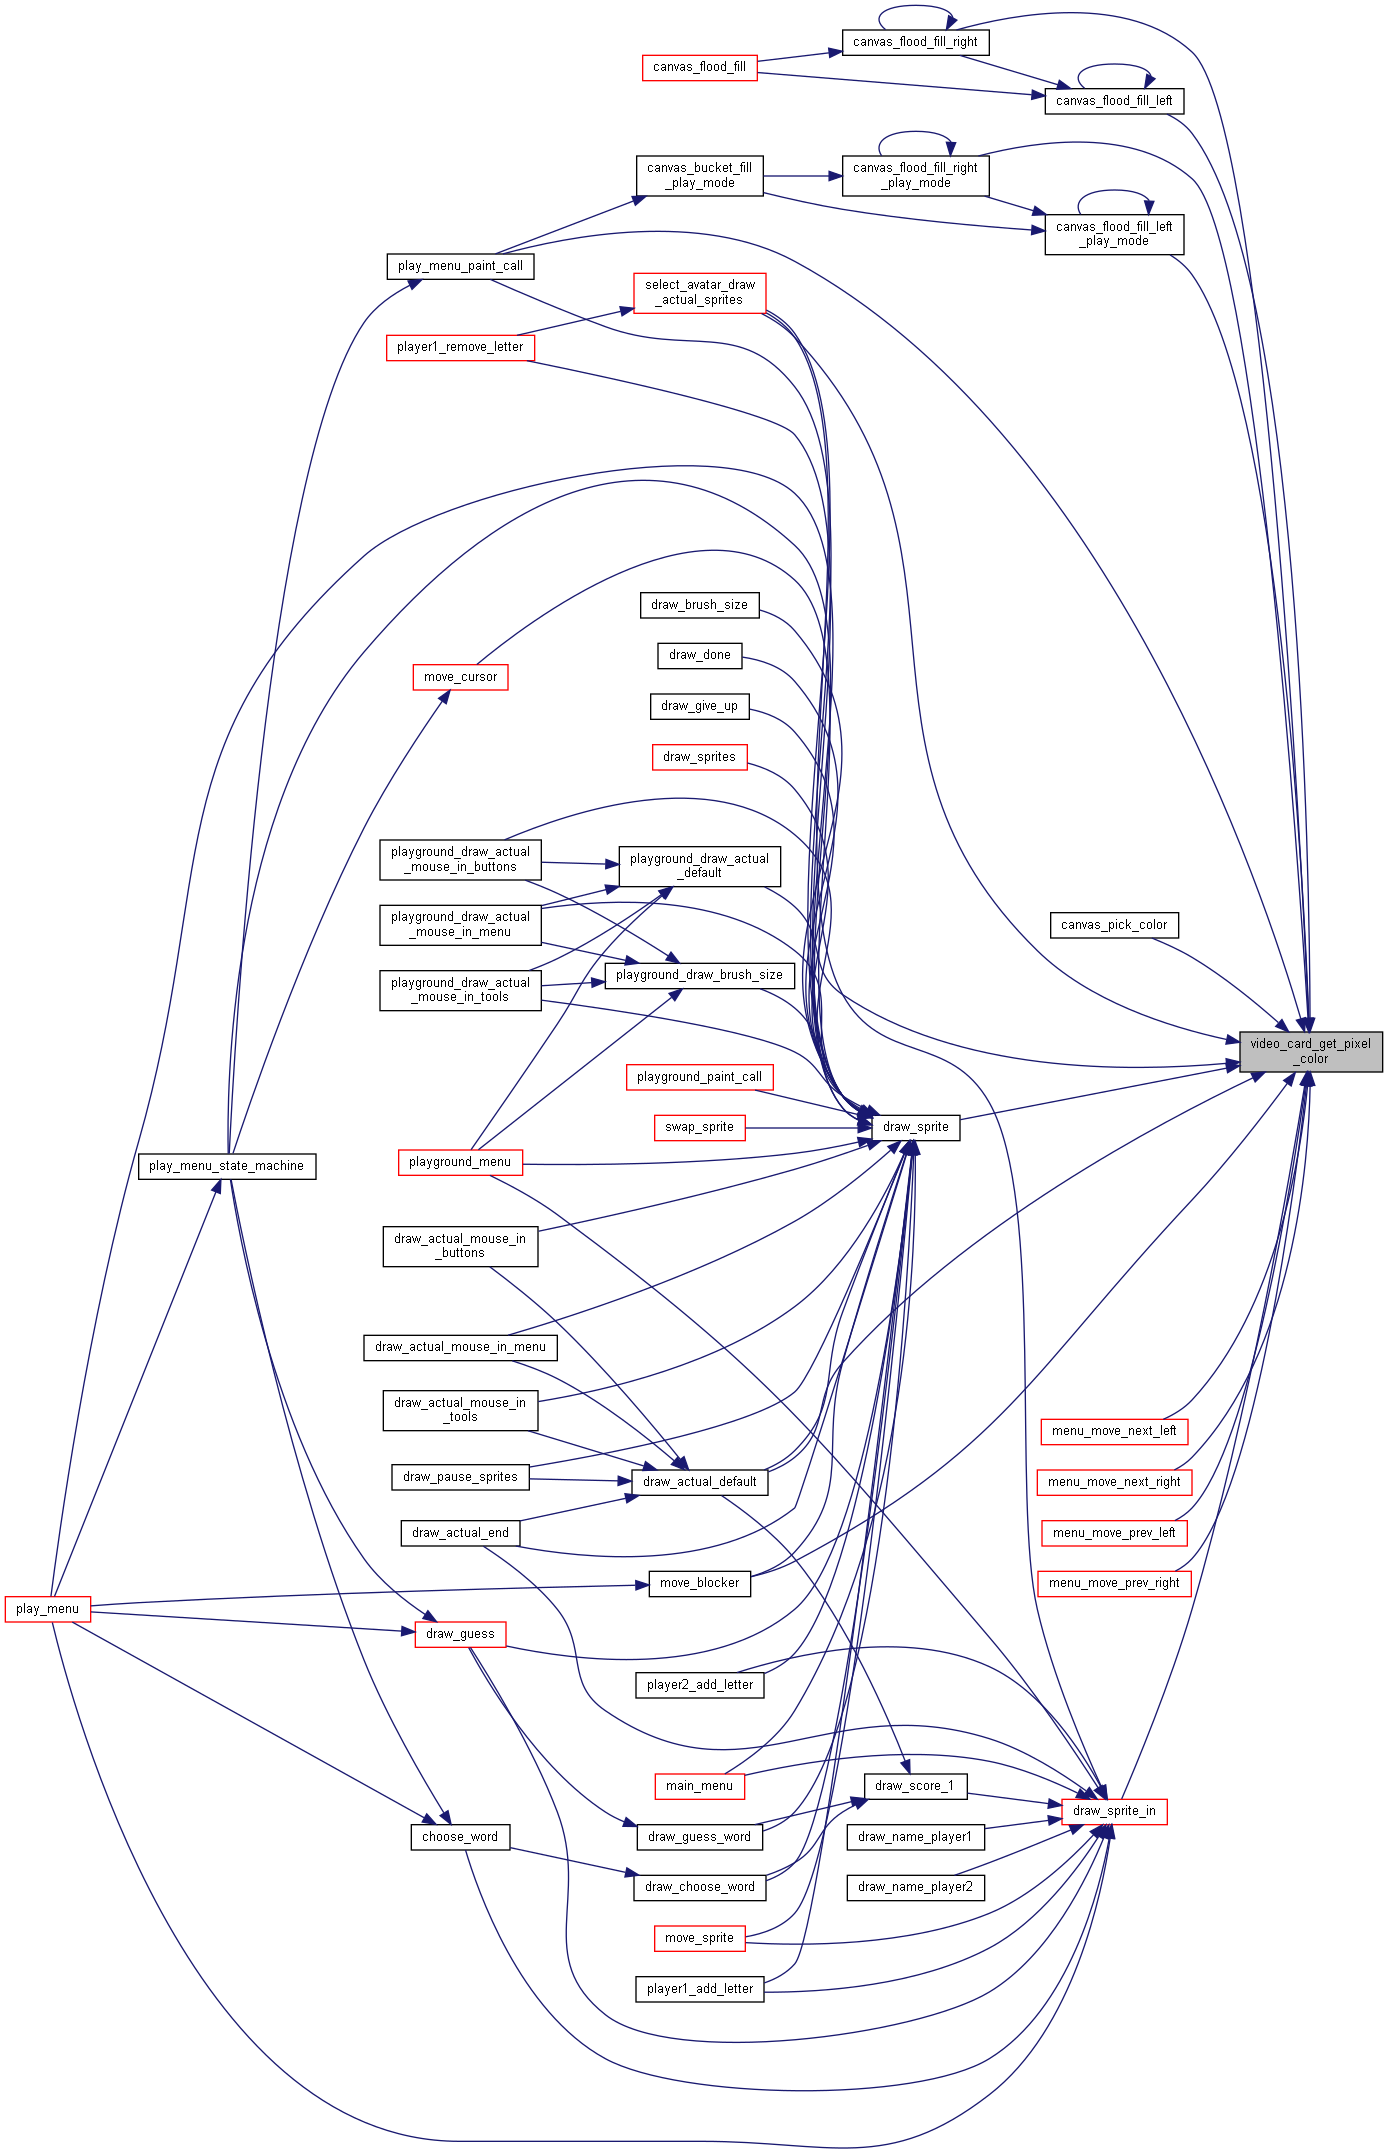 canvas_flood_fill_right
canvas_flood_fill
canvas_flood_fill_left
canvas_bucket_fill
_play_mode
canvas_flood_fill_right
_play_mode
canvas_flood_fill_left
_play_mode
play_menu_paint_call
select_avatar_draw
_actual_sprites
player1_remove_letter
draw_brush_size
draw_done
move_cursor
draw_give_up
draw_sprites
playground_draw_actual
_mouse_in_buttons
playground_draw_actual
_default
playground_draw_actual
_mouse_in_menu
canvas_pick_color
playground_draw_actual
_mouse_in_tools
playground_draw_brush_size
video_card_get_pixel
_color
playground_paint_call
swap_sprite
draw_sprite
playground_menu
play_menu_state_machine
draw_actual_mouse_in
_buttons
draw_actual_mouse_in_menu
draw_actual_mouse_in
_tools
menu_move_next_left
draw_pause_sprites
draw_actual_default
menu_move_next_right
draw_actual_end
menu_move_prev_left
move_blocker
menu_move_prev_right
play_menu
draw_guess
player2_add_letter
main_menu
draw_score_1
draw_sprite_in
choose_word
draw_guess_word
draw_name_player1
draw_choose_word
draw_name_player2
move_sprite
player1_add_letter